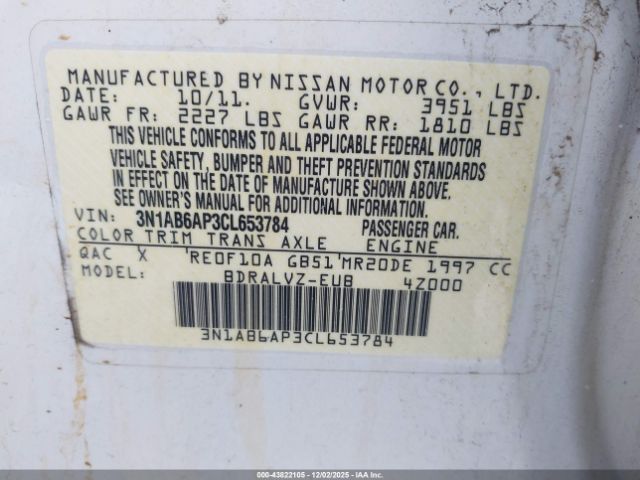 MANUFACTURED BY NISSAN MOTOR CO., LTD.
DATE: 10/11. GVWR: 3951 LBS
GAWR FR: 2227 LBS GAWR RR: 1810 LBS
THIS VEHICLE CONFORMS TO ALL APPLICABLE FEDERAL MOTOR
VEHICLE SAFETY, BUMPER AND THEFT PREVENTION STANDARDS
IN EFFECT ON THE DATE OF MANUFACTURE SHOWN ABOVE.
SEE OWNER'S MANUAL FOR ADDITIONAL INFORMATION.
VIN: 3N1AB6AP3CL653784 PASSENGER CAR.
COLOR TRIM TRANS AXLE ENGINE
QAC X RE0F10A GB51 MR20DE 1997 CC
MODEL: BDRALVZ-EUB 4Z000
3N1AB6AP3CL653784
000-43822105 - 12/02/2025 - IAAI.com